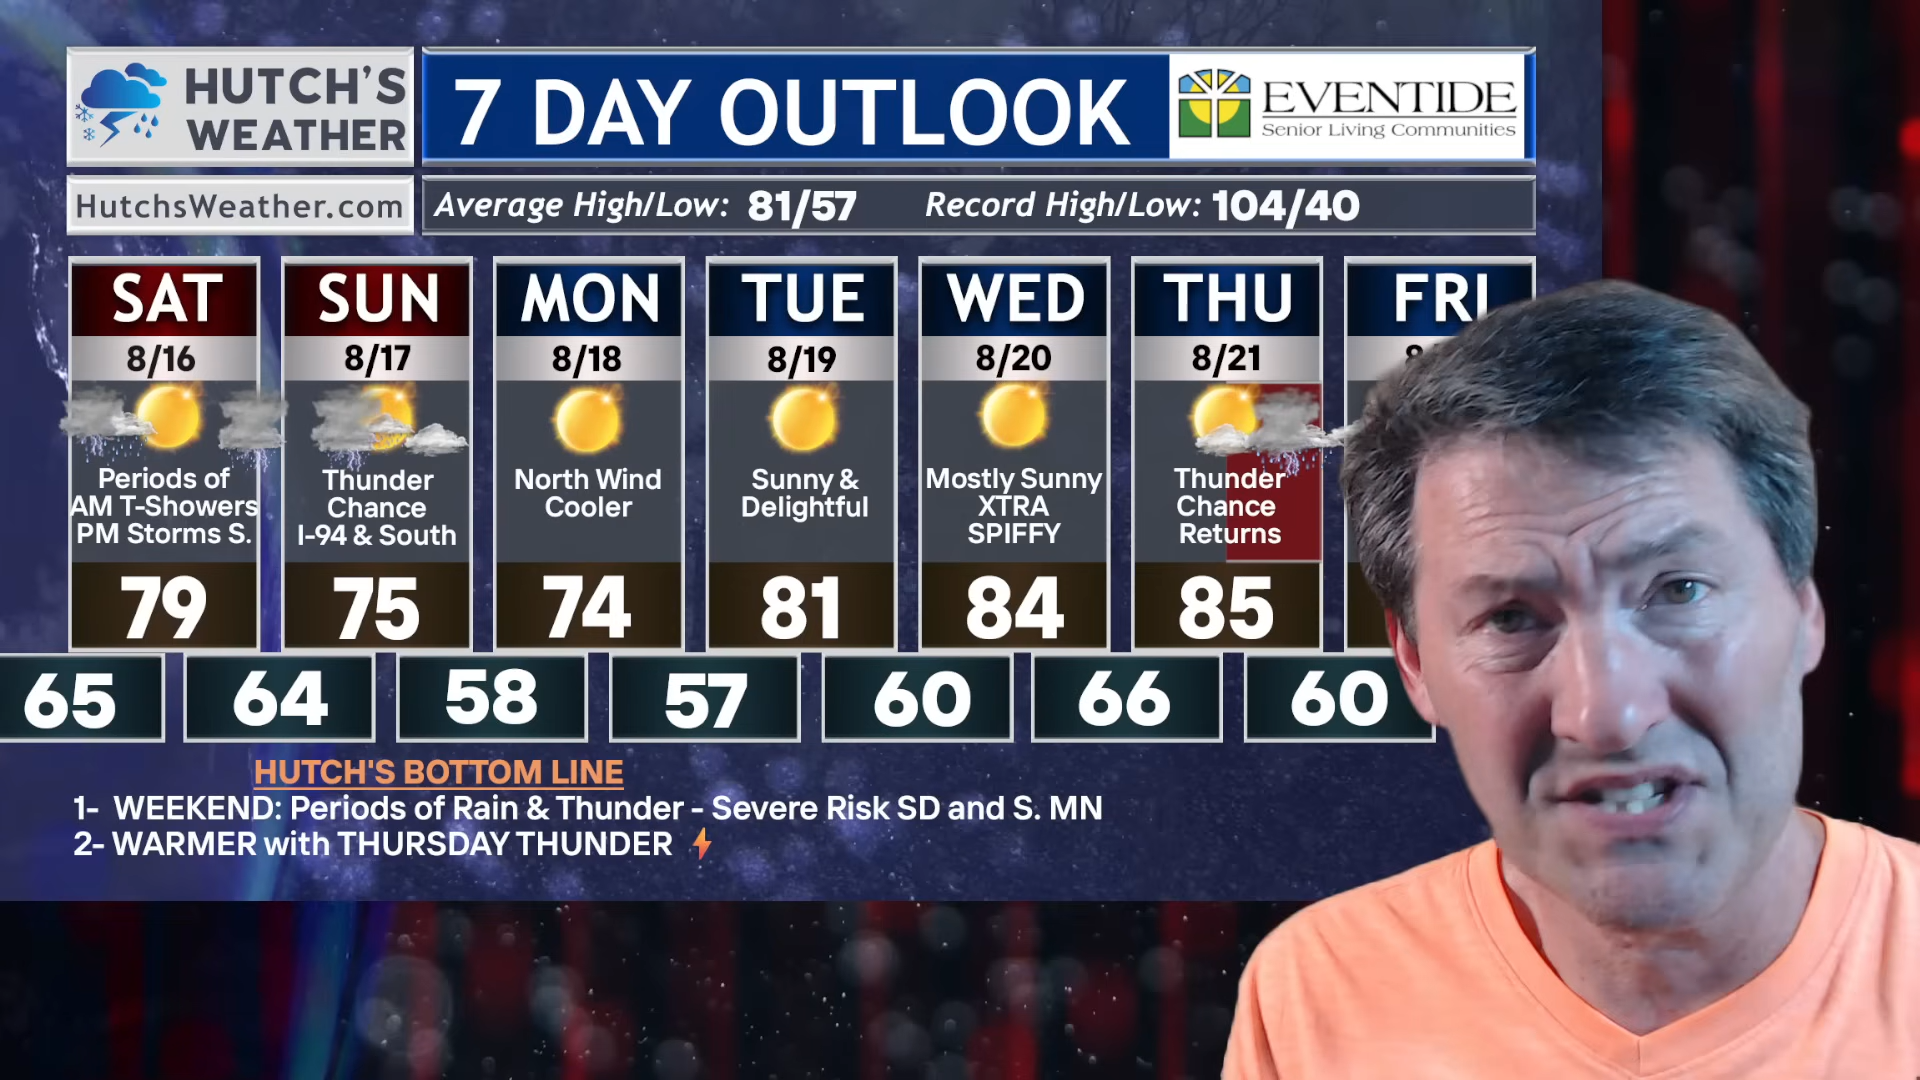 HUTCH'S
WEATHER
7 DAY OUTLOOK
EVENTIDE
Senior Living Communities
HutchsWeather.com
Average High/Low: 81/57 Record High/Low: 104/40
SAT
8/16
Periods of
AM T-Showers
PM Storms S.
79
SUN
8/17
Thunder
Chance
I-94 & South
75
MON
8/18
North Wind
Cooler
74
TUE
8/19
Sunny &
Delightful
81
WED
8/20
Mostly Sunny
XTRA
SPIFFY
84
THU
8/21
Thunder
Chance
Returns
85
FRI
65 64 58 57 60 66 60
HUTCH'S BOTTOM LINE
1- WEEKEND: Periods of Rain & Thunder - Severe Risk SD and S. MN
2- WARMER with THURSDAY THUNDER ⚡